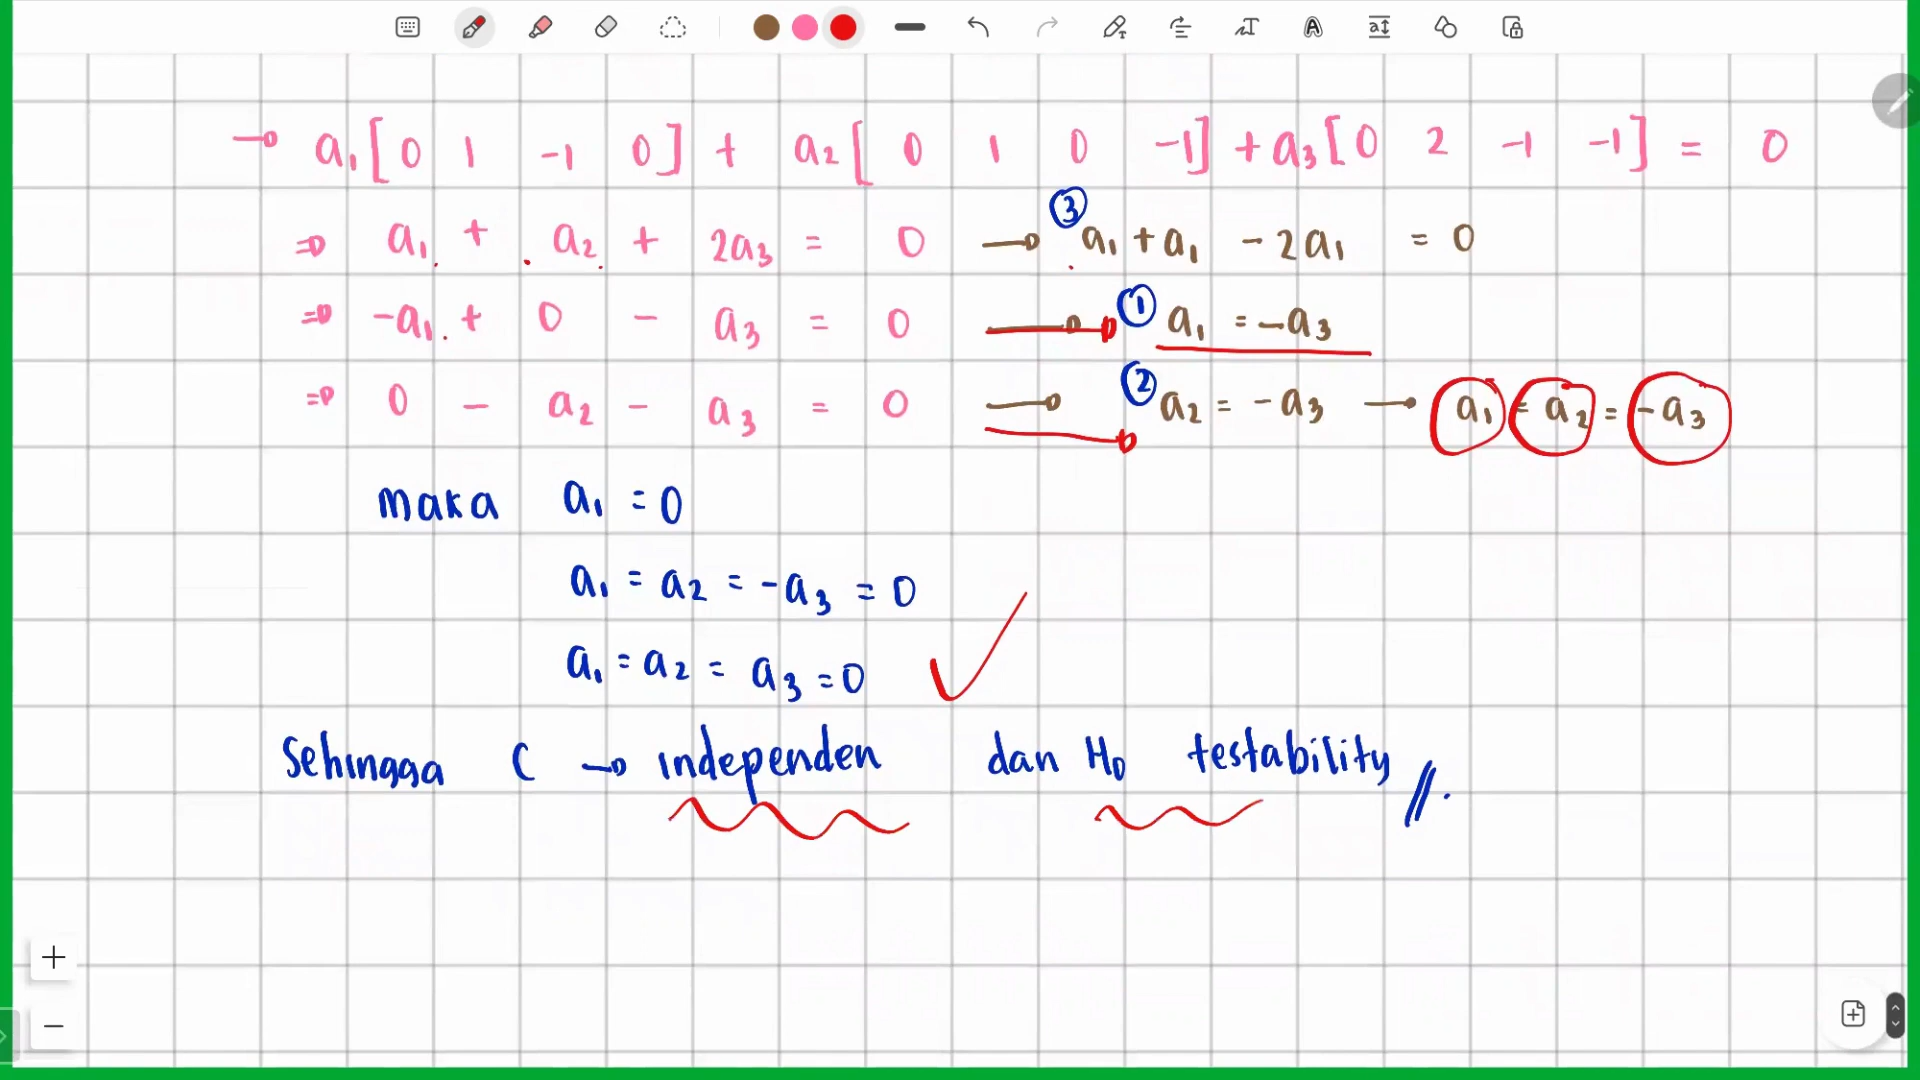 → a₁[0 1 -1 0] + a₂[0 1 0 -1] + a₃[0 2 -1 -1] = 0
⇒ a₁ + a₂ + 2a₃ = 0 → ③ a₁ + a₁ - 2a₁ = 0
⇒ -a₁ + 0 - a₃ = 0 → ① a₁ = -a₃
⇒ 0 - a₂ - a₃ = 0 → ② a₂ = -a₃ → a₁ = a₂ = -a₃
maka a₁ = 0
a₁ = a₂ = -a₃ = 0
a₁ = a₂ = a₃ = 0 ✓
Sehingga C → independen dan H₀ testability //.